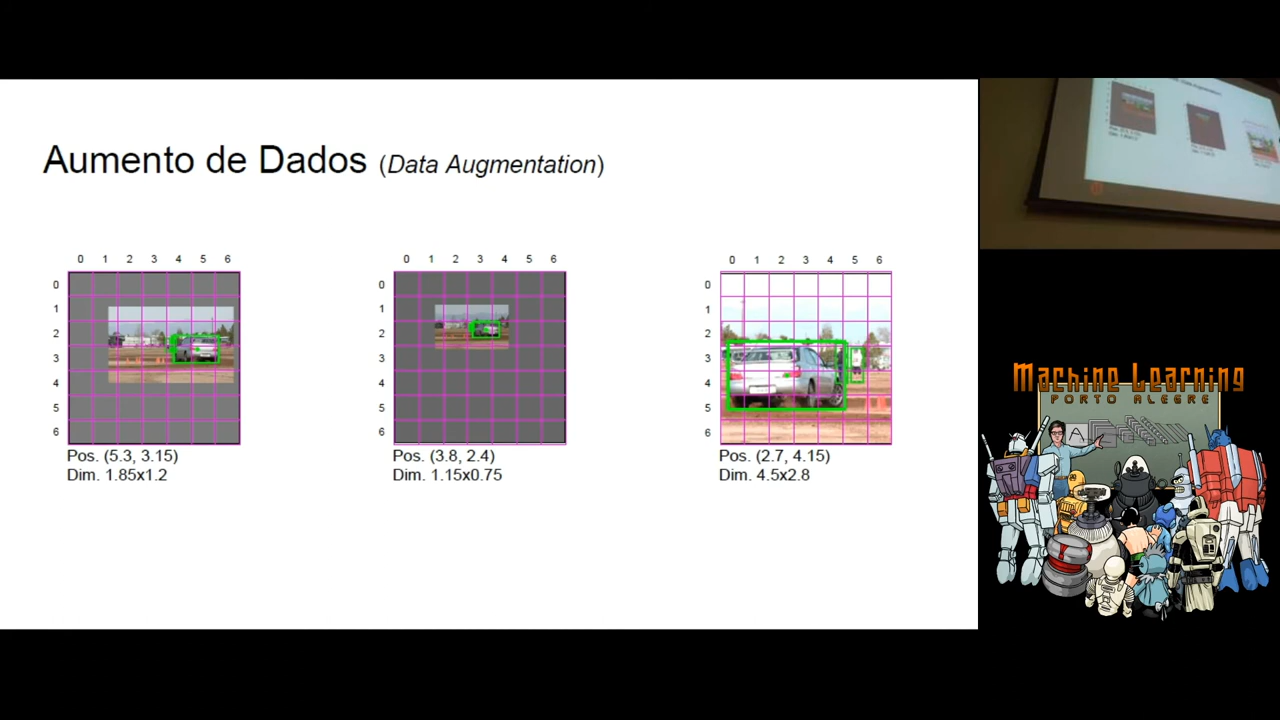 Aumento de Dados (Data Augmentation)
0 1 2 3 4 5 6
0
1
2
3
4
5
6
Pos. (5.3, 3.15)
Dim. 1.85x1.2
0 1 2 3 4 5 6
0
1
2
3
4
5
6
Pos. (3.8, 2.4)
Dim. 1.15x0.75
0 1 2 3 4 5 6
0
1
2
3
4
5
6
Pos. (2.7, 4.15)
Dim. 4.5x2.8
Machine Learning
PORTO ALEGRE